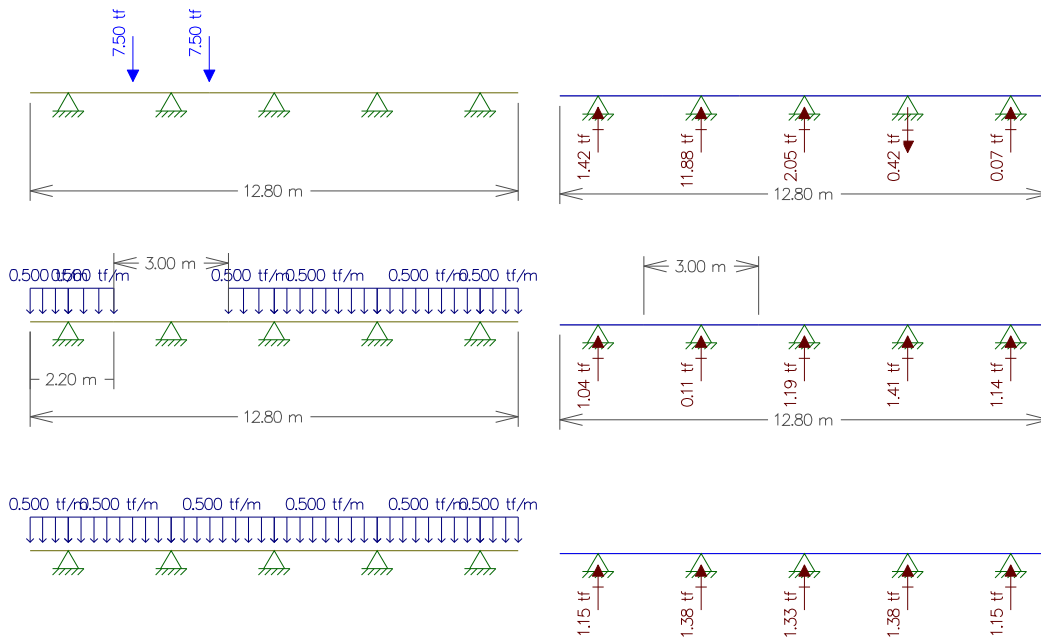 7.50 tf
7.50 tf
12.80 m
1.42 tf
11.88 tf
2.05 tf
0.42 tf
0.07 tf
12.80 m
3.00 m
0.500 tf/m
0.500 tf/m
0.500 tf/m
0.500 tf/m
0.500 tf/m
0.500 tf/m
2.20 m
12.80 m
3.00 m
1.04 tf
0.11 tf
1.19 tf
1.41 tf
1.14 tf
12.80 m
0.500 tf/m
0.500 tf/m
0.500 tf/m
0.500 tf/m
0.500 tf/m
0.500 tf/m
1.15 tf
1.38 tf
1.33 tf
1.38 tf
1.15 tf